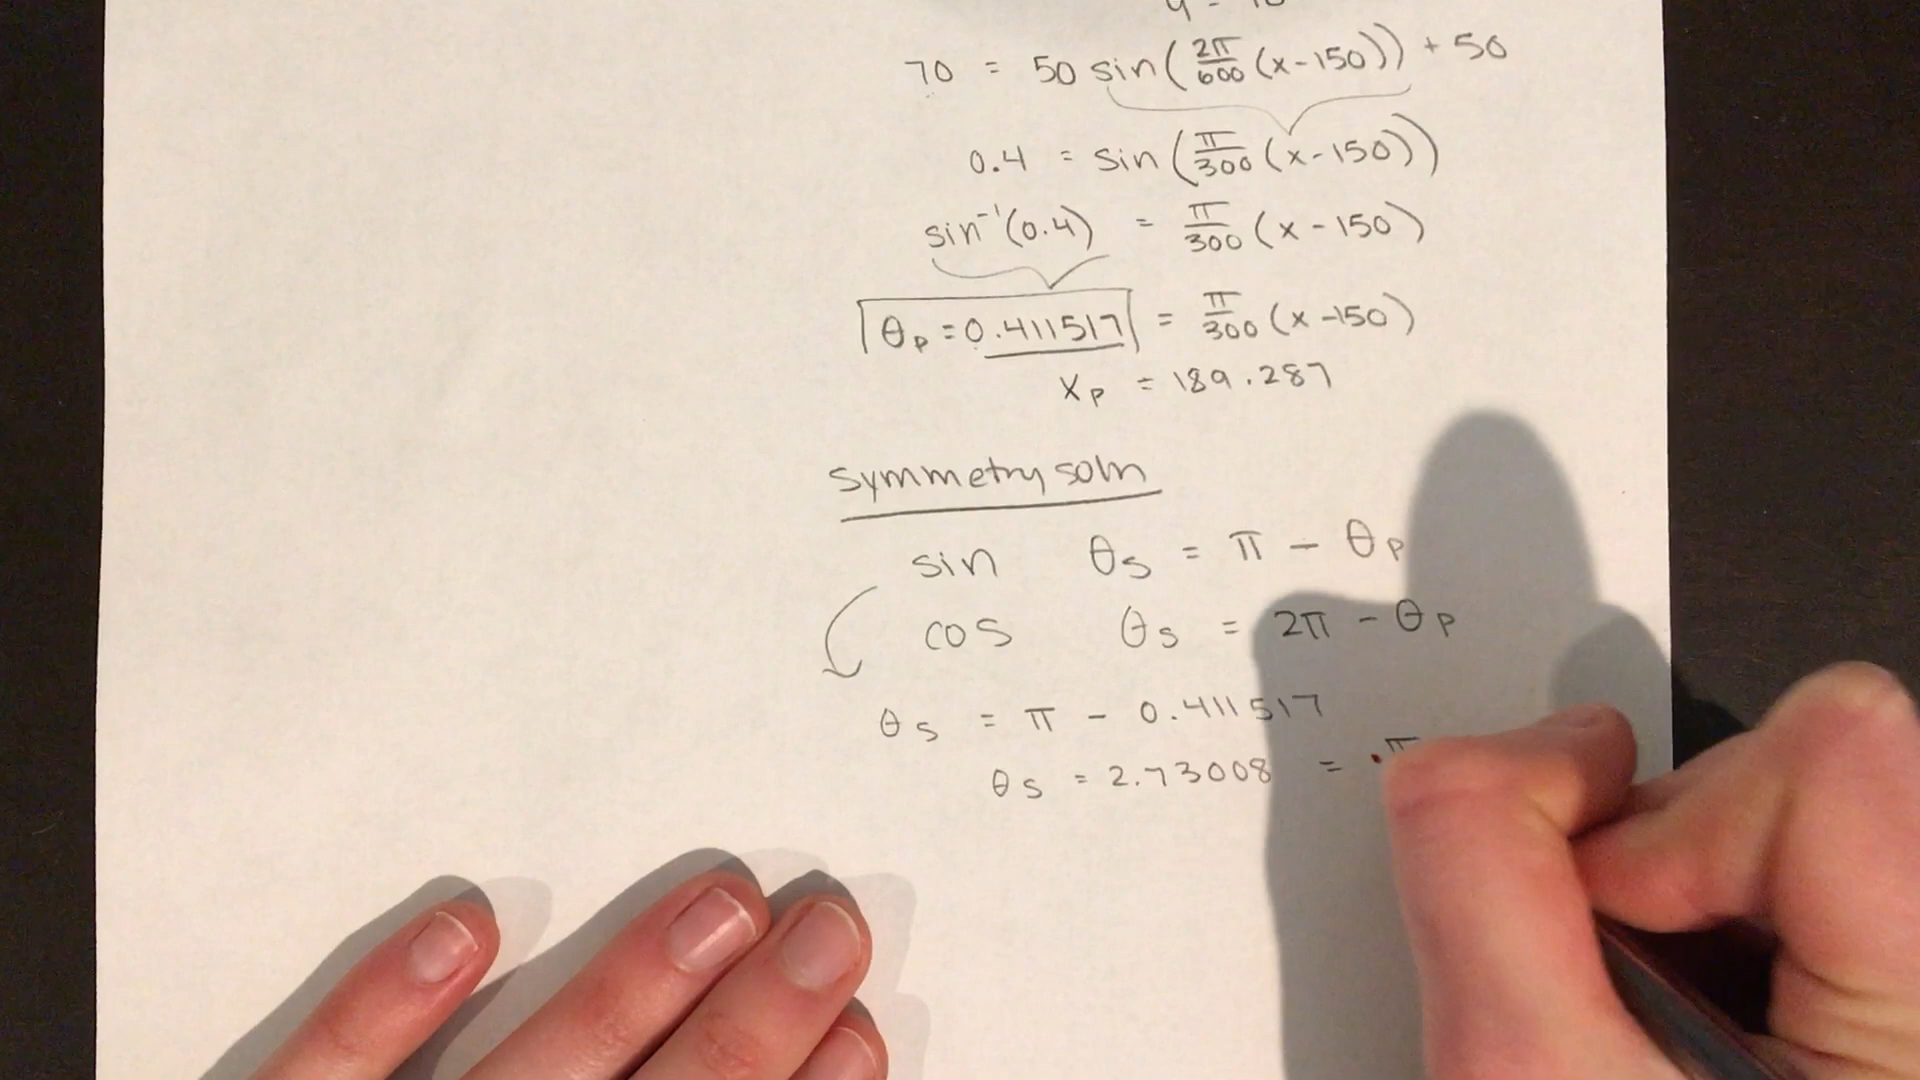 70 = 50 sin(2π/600 (x-150)) + 50
0.4 = sin(π/300 (x-150))
sin⁻¹(0.4) = π/300 (x-150)
θp = 0.411517 = π/300 (x-150)
xp = 189.287
Symmetry soln
sin θs = π - θp
cos θs = 2π - θp
θs = π - 0.411517
θs = 2.73008 = π